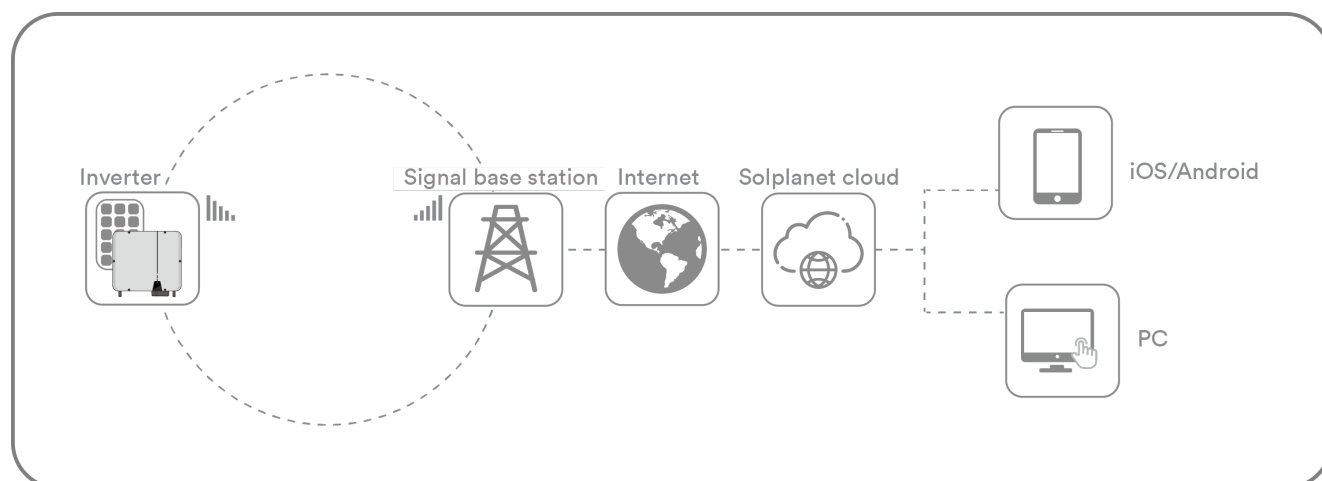 Inverter
Signal base station
Internet
Solplanet cloud
iOS/Android
PC